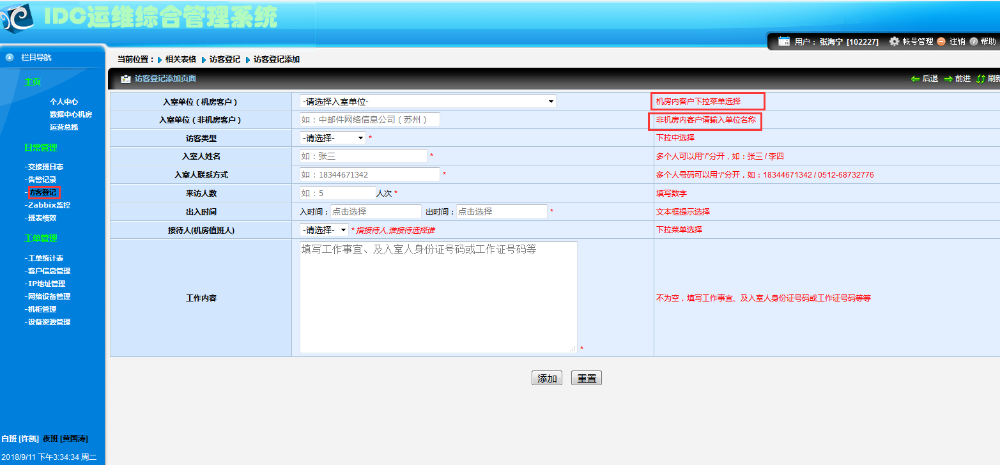 IDC运维综合管理系统
用户：张海宁 [102227] 帐号管理 注销 帮助
栏目导航
主页
个人中心
数据中心机房
运营总揽
日常管理
-交接班日志
-告警记录
-访客登记
-Zabbix监控
-班表绩效
工单管理
-工单统计表
-客户信息管理
-IP地址管理
-网络设备管理
-机柜管理
-设备资源管理
白班 [许凯] 夜班 [黄国涛]
2018/9/11 下午3:34:34 周二
当前位置： 相关表格 访客登记 访客登记添加
访客登记添加页面 后退 前进 刷新
入室单位（机房客户） -请选择入室单位- 机房内客户下拉菜单选择
入室单位（非机房客户） 如：中邮件网络信息公司（苏州） 非机房内客户请输入单位名称
访客类型 -请选择- * 下拉中选择
入室人姓名 如：张三 * 多个人可以用“/”分开，如：张三 / 李四
入室人联系方式 如：18344671342 * 多个人号码可以用“/”分开，如：18344671342 / 0512-68732776
来访人数 如：5 人次 * 填写数字
出入时间 入时间：点击选择 出时间：点击选择 * 文本框提示选择
接待人(机房值班人) -请选择- * 指接待人,谁接待选择谁 下拉菜单选择
工作内容 填写工作事宜、及入室人身份证号码或工作证号码等 * 不为空，填写工作事宜、及入室人身份证号码或工作证号码等等
添加 重置